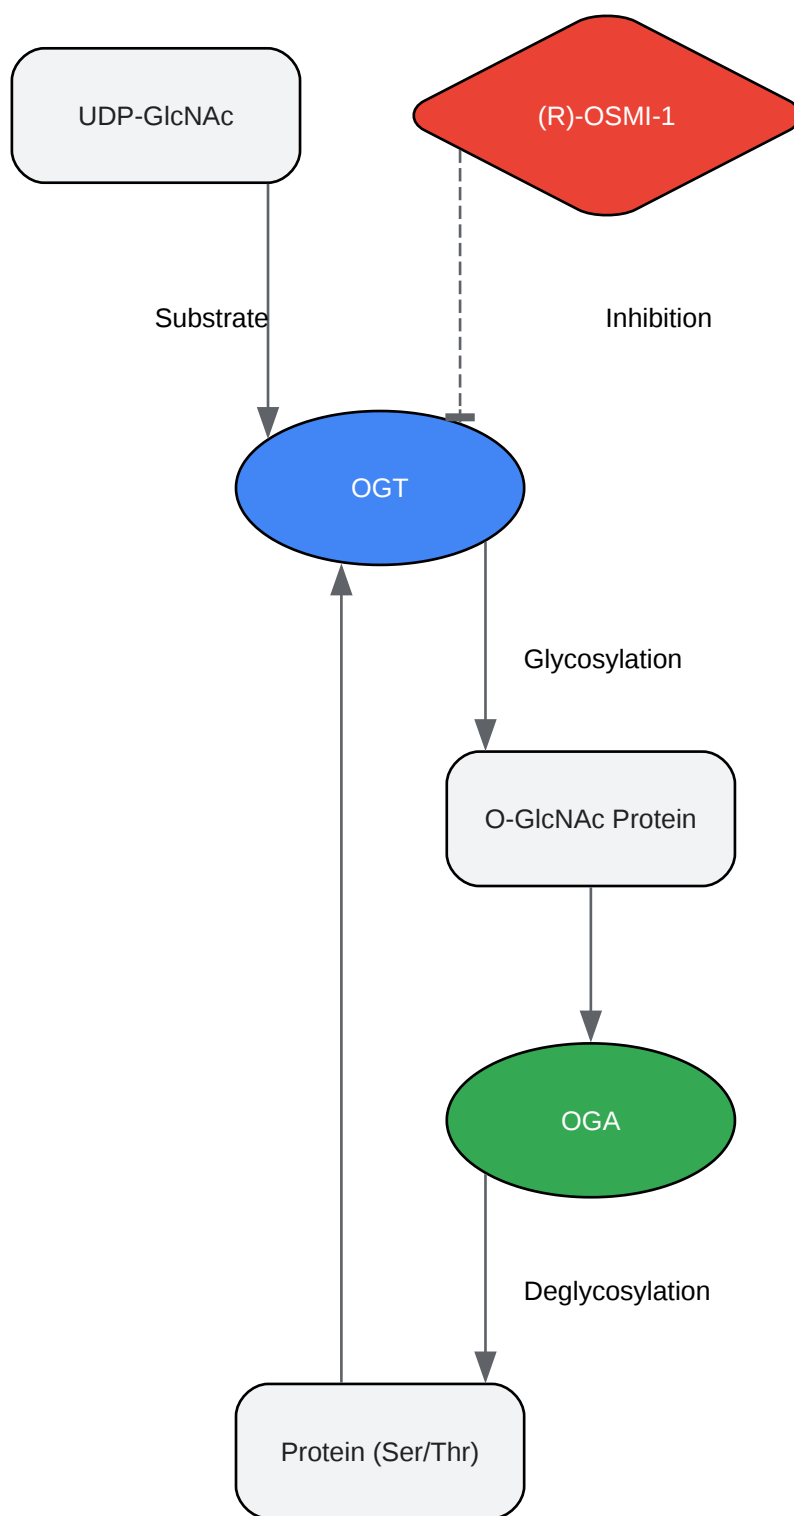 UDP-GlcNAc
(R)-OSMI-1
Substrate
Inhibition
OGT
Glycosylation
O-GlcNAc Protein
OGA
Deglycosylation
Protein (Ser/Thr)